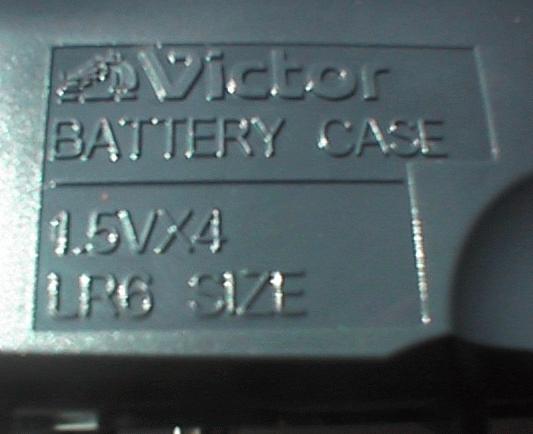 Victor
BATTERY CASE
1.5VX4
LR6 SIZE